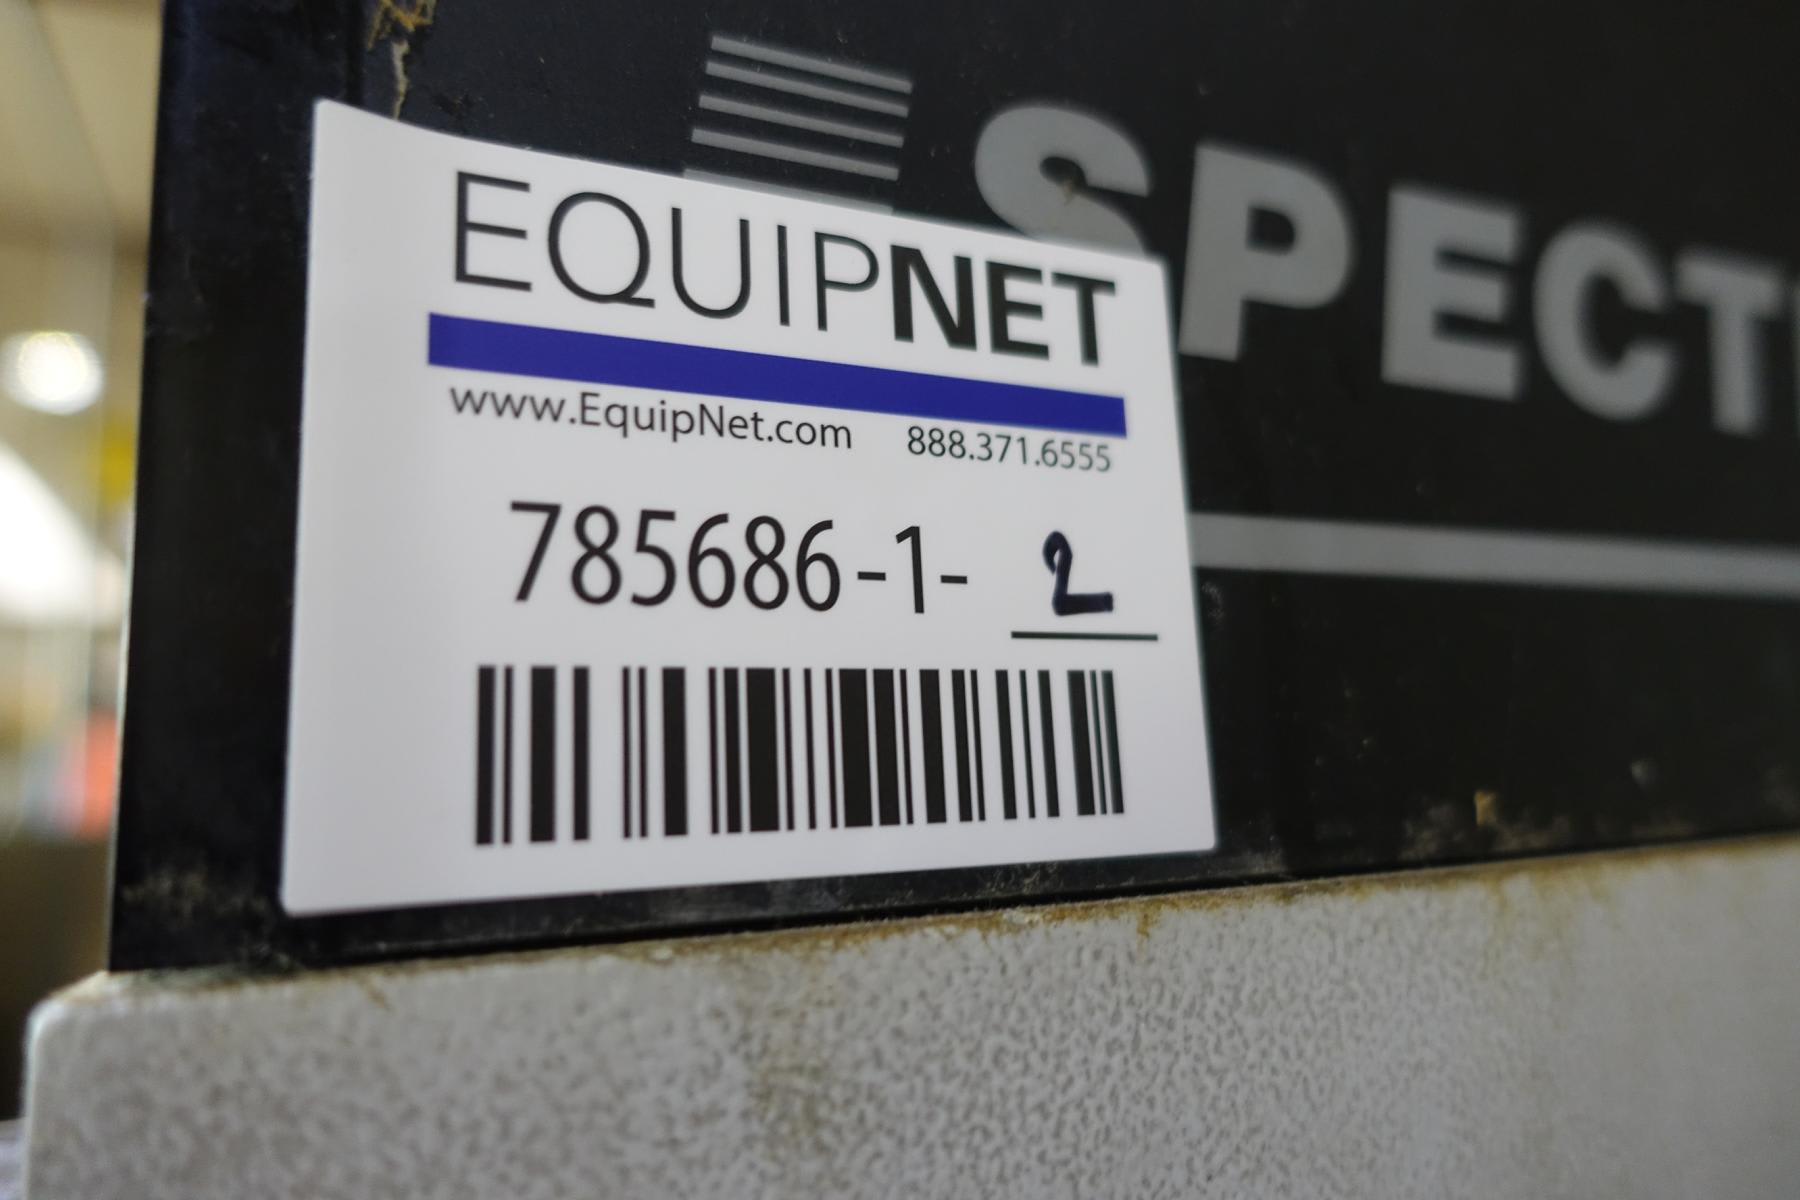 EQUIPNET
www.EquipNet.com 888.371.6555
785686-1- 2
SPECT